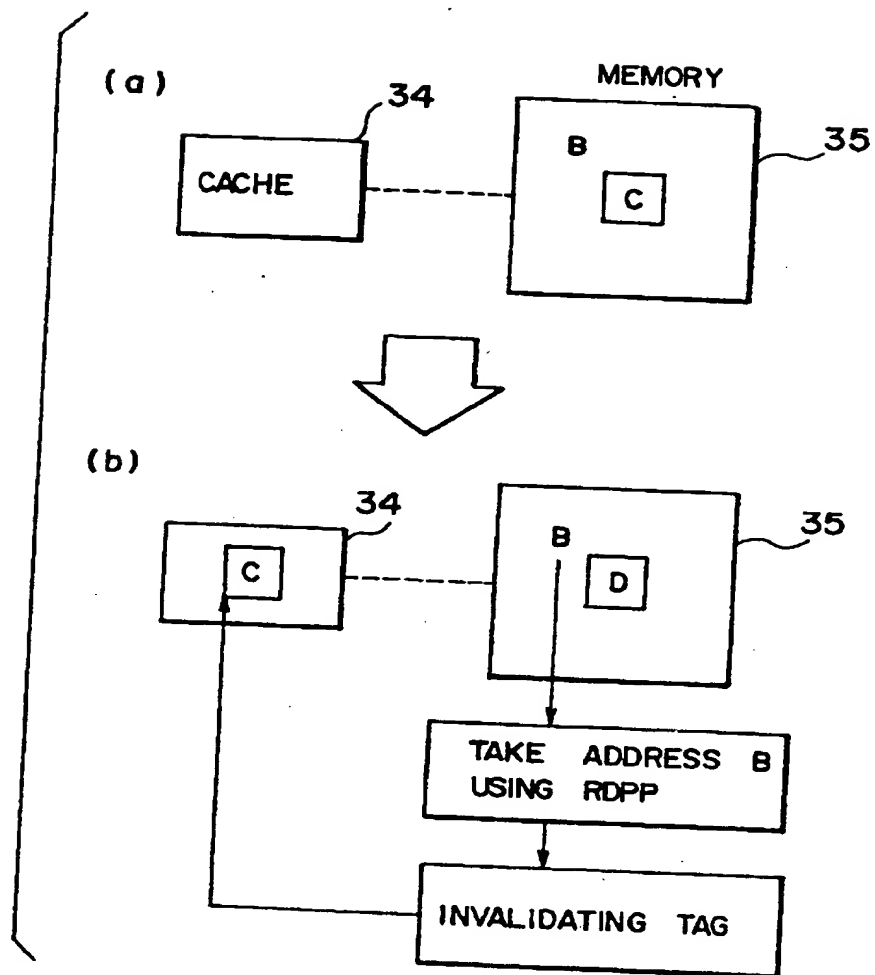 (a)
MEMORY
34
35
CACHE
B
C
(b)
34
35
C
B
D
TAKE ADDRESS B
USING RDPP
INVALIDATING TAG